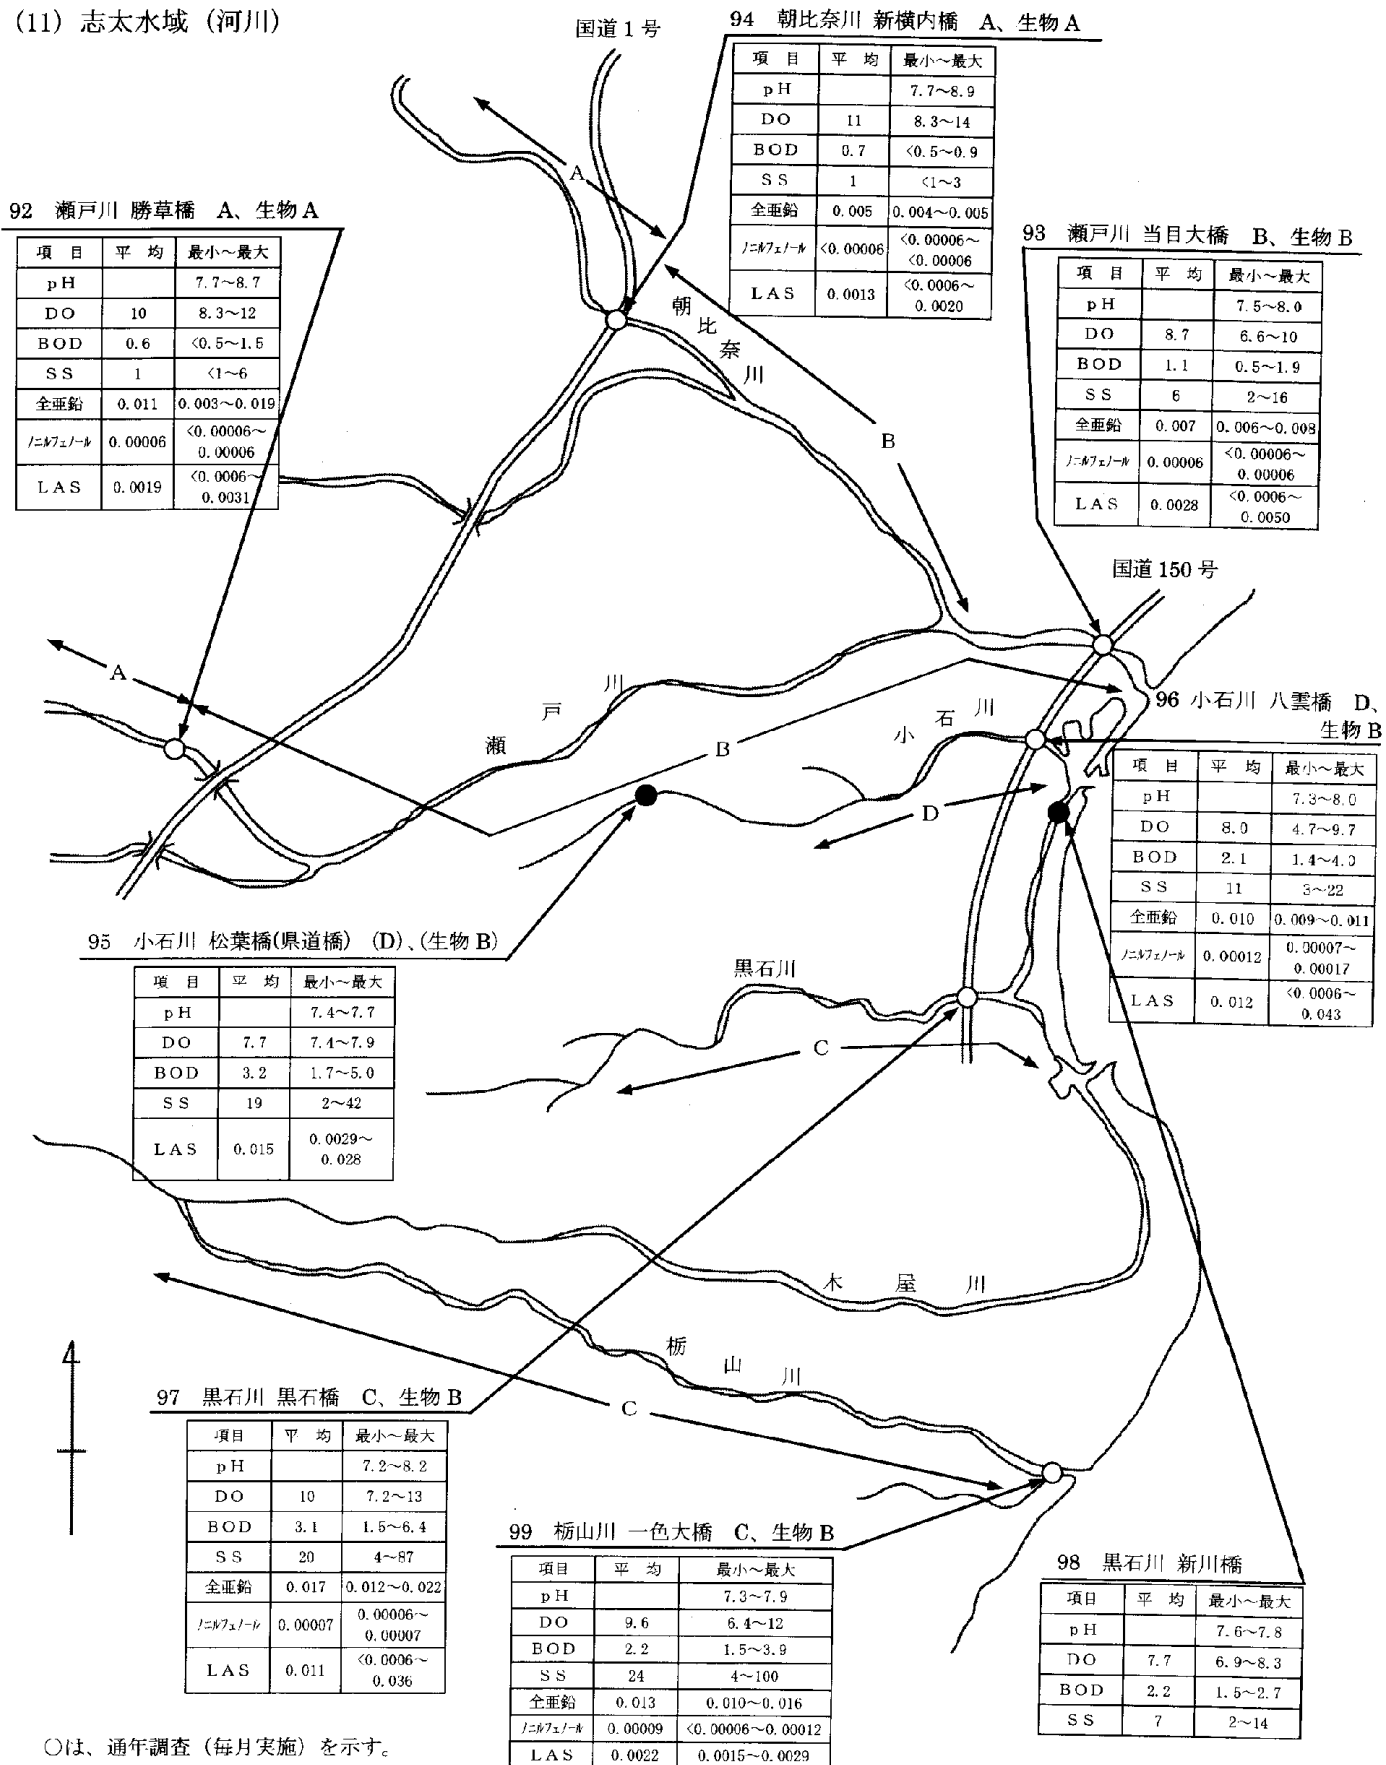 (11) 志太水域（河川）
国道1号
94 朝比奈川 新横内橋 A、生物A
項目 平均 最小～最大
pH 7.7～8.9
DO 11 8.3～14
BOD 0.7 <0.5～0.9
SS 1 <1～3
全亜鉛 0.005 0.004～0.005
ノニルフェノール <0.00006 <0.00006～
<0.00006
LAS 0.0013 <0.0006～
0.0020
A
92 瀬戸川 勝草橋 A、生物A
項目 平均 最小～最大
pH 7.7～8.7
DO 10 8.3～12
BOD 0.6 <0.5～1.5
SS 1 <1～6
全亜鉛 0.011 0.003～0.019
ノニルフェノール 0.00006 <0.00006～
0.00006
LAS 0.0019 <0.0006～
0.0031
93 瀬戸川 当目大橋 B、生物B
項目 平均 最小～最大
pH 7.5～8.0
DO 8.7 6.6～10
BOD 1.1 0.5～1.9
SS 6 2～16
全亜鉛 0.007 0.006～0.008
ノニルフェノール 0.00006 <0.00006～
0.00006
LAS 0.0028 <0.0006～
0.0050
朝比奈川
B
国道150号
A
瀬戸川
B
小石川
D
96 小石川 八雲橋 D、
生物B
項目 平均 最小～最大
pH 7.3～8.0
DO 8.0 4.7～9.7
BOD 2.1 1.4～4.0
SS 11 3～22
全亜鉛 0.010 0.009～0.011
ノニルフェノール 0.00012 0.00007～
0.00017
LAS 0.012 <0.0006～
0.043
95 小石川 松葉橋(県道橋) (D)、(生物B)
項目 平均 最小～最大
pH 7.4～7.7
DO 7.7 7.4～7.9
BOD 3.2 1.7～5.0
SS 19 2～42
LAS 0.015 0.0029～
0.028
黒石川
C
木屋川
栃山川
C
97 黒石川 黒石橋 C、生物B
項目 平均 最小～最大
pH 7.2～8.2
DO 10 7.2～13
BOD 3.1 1.5～6.4
SS 20 4～87
全亜鉛 0.017 0.012～0.022
ノニルフェノール 0.00007 0.00006～
0.00007
LAS 0.011 <0.0006～
0.036
99 栃山川 一色大橋 C、生物B
項目 平均 最小～最大
pH 7.3～7.9
DO 9.6 6.4～12
BOD 2.2 1.5～3.9
SS 24 4～100
全亜鉛 0.013 0.010～0.016
ノニルフェノール 0.00009 <0.00006～0.00012
LAS 0.0022 0.0015～0.0029
98 黒石川 新川橋
項目 平均 最小～最大
pH 7.6～7.8
DO 7.7 6.9～8.3
BOD 2.2 1.5～2.7
SS 7 2～14
○は、通年調査（毎月実施）を示す。